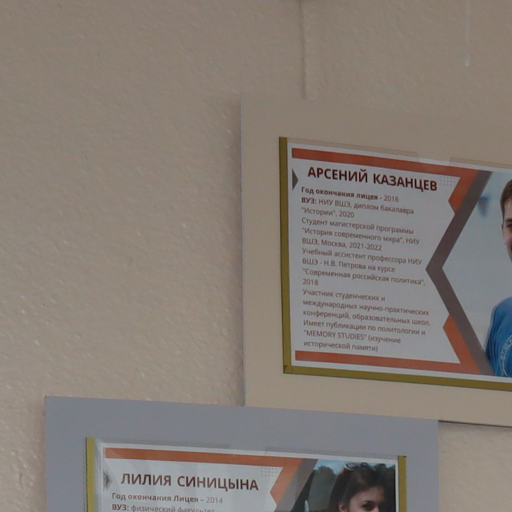 АРСЕНИЙ КАЗАНЦЕВ
Год окончания лицея - 2016
ВУЗ: НИУ ВШЭ, диплом бакалавра
"Истории", 2020
Студент магистерской программы
"История современного мира", НИУ
ВШЭ, Москва, 2021-2022
Учебный ассистент профессора НИУ
ВШЭ - Н.В. Петрова на курсе
"Современная российская политика",
2018
Участник студенческих и
международных научно-практических
конференций, образовательных школ,
Имеет публикации по политологии и
"MEMORY STUDIES" (изучение
исторической памяти)
ЛИЛИЯ СИНИЦЫНА
Год окончания Лицея – 2014
ВУЗ: физический факультет